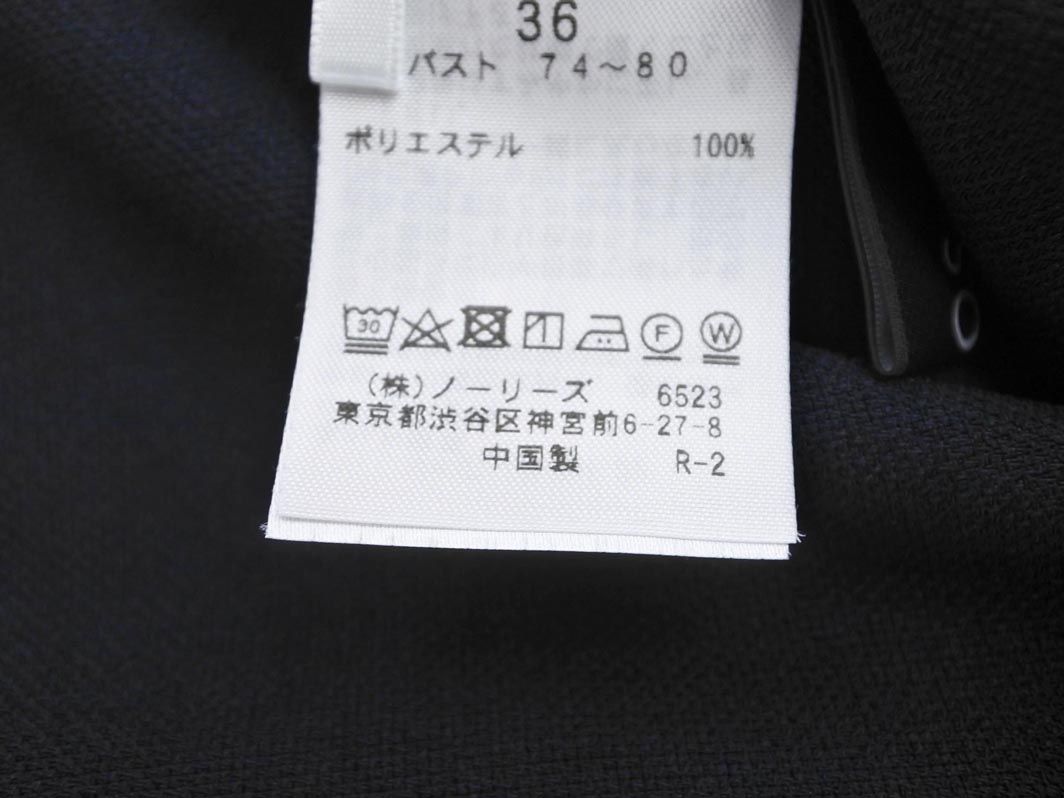 36
バスト 74～80
ポリエステル 100%
30 F W
(株)ノーリーズ 6523
東京都渋谷区神宮前6-27-8
中国製 R-2